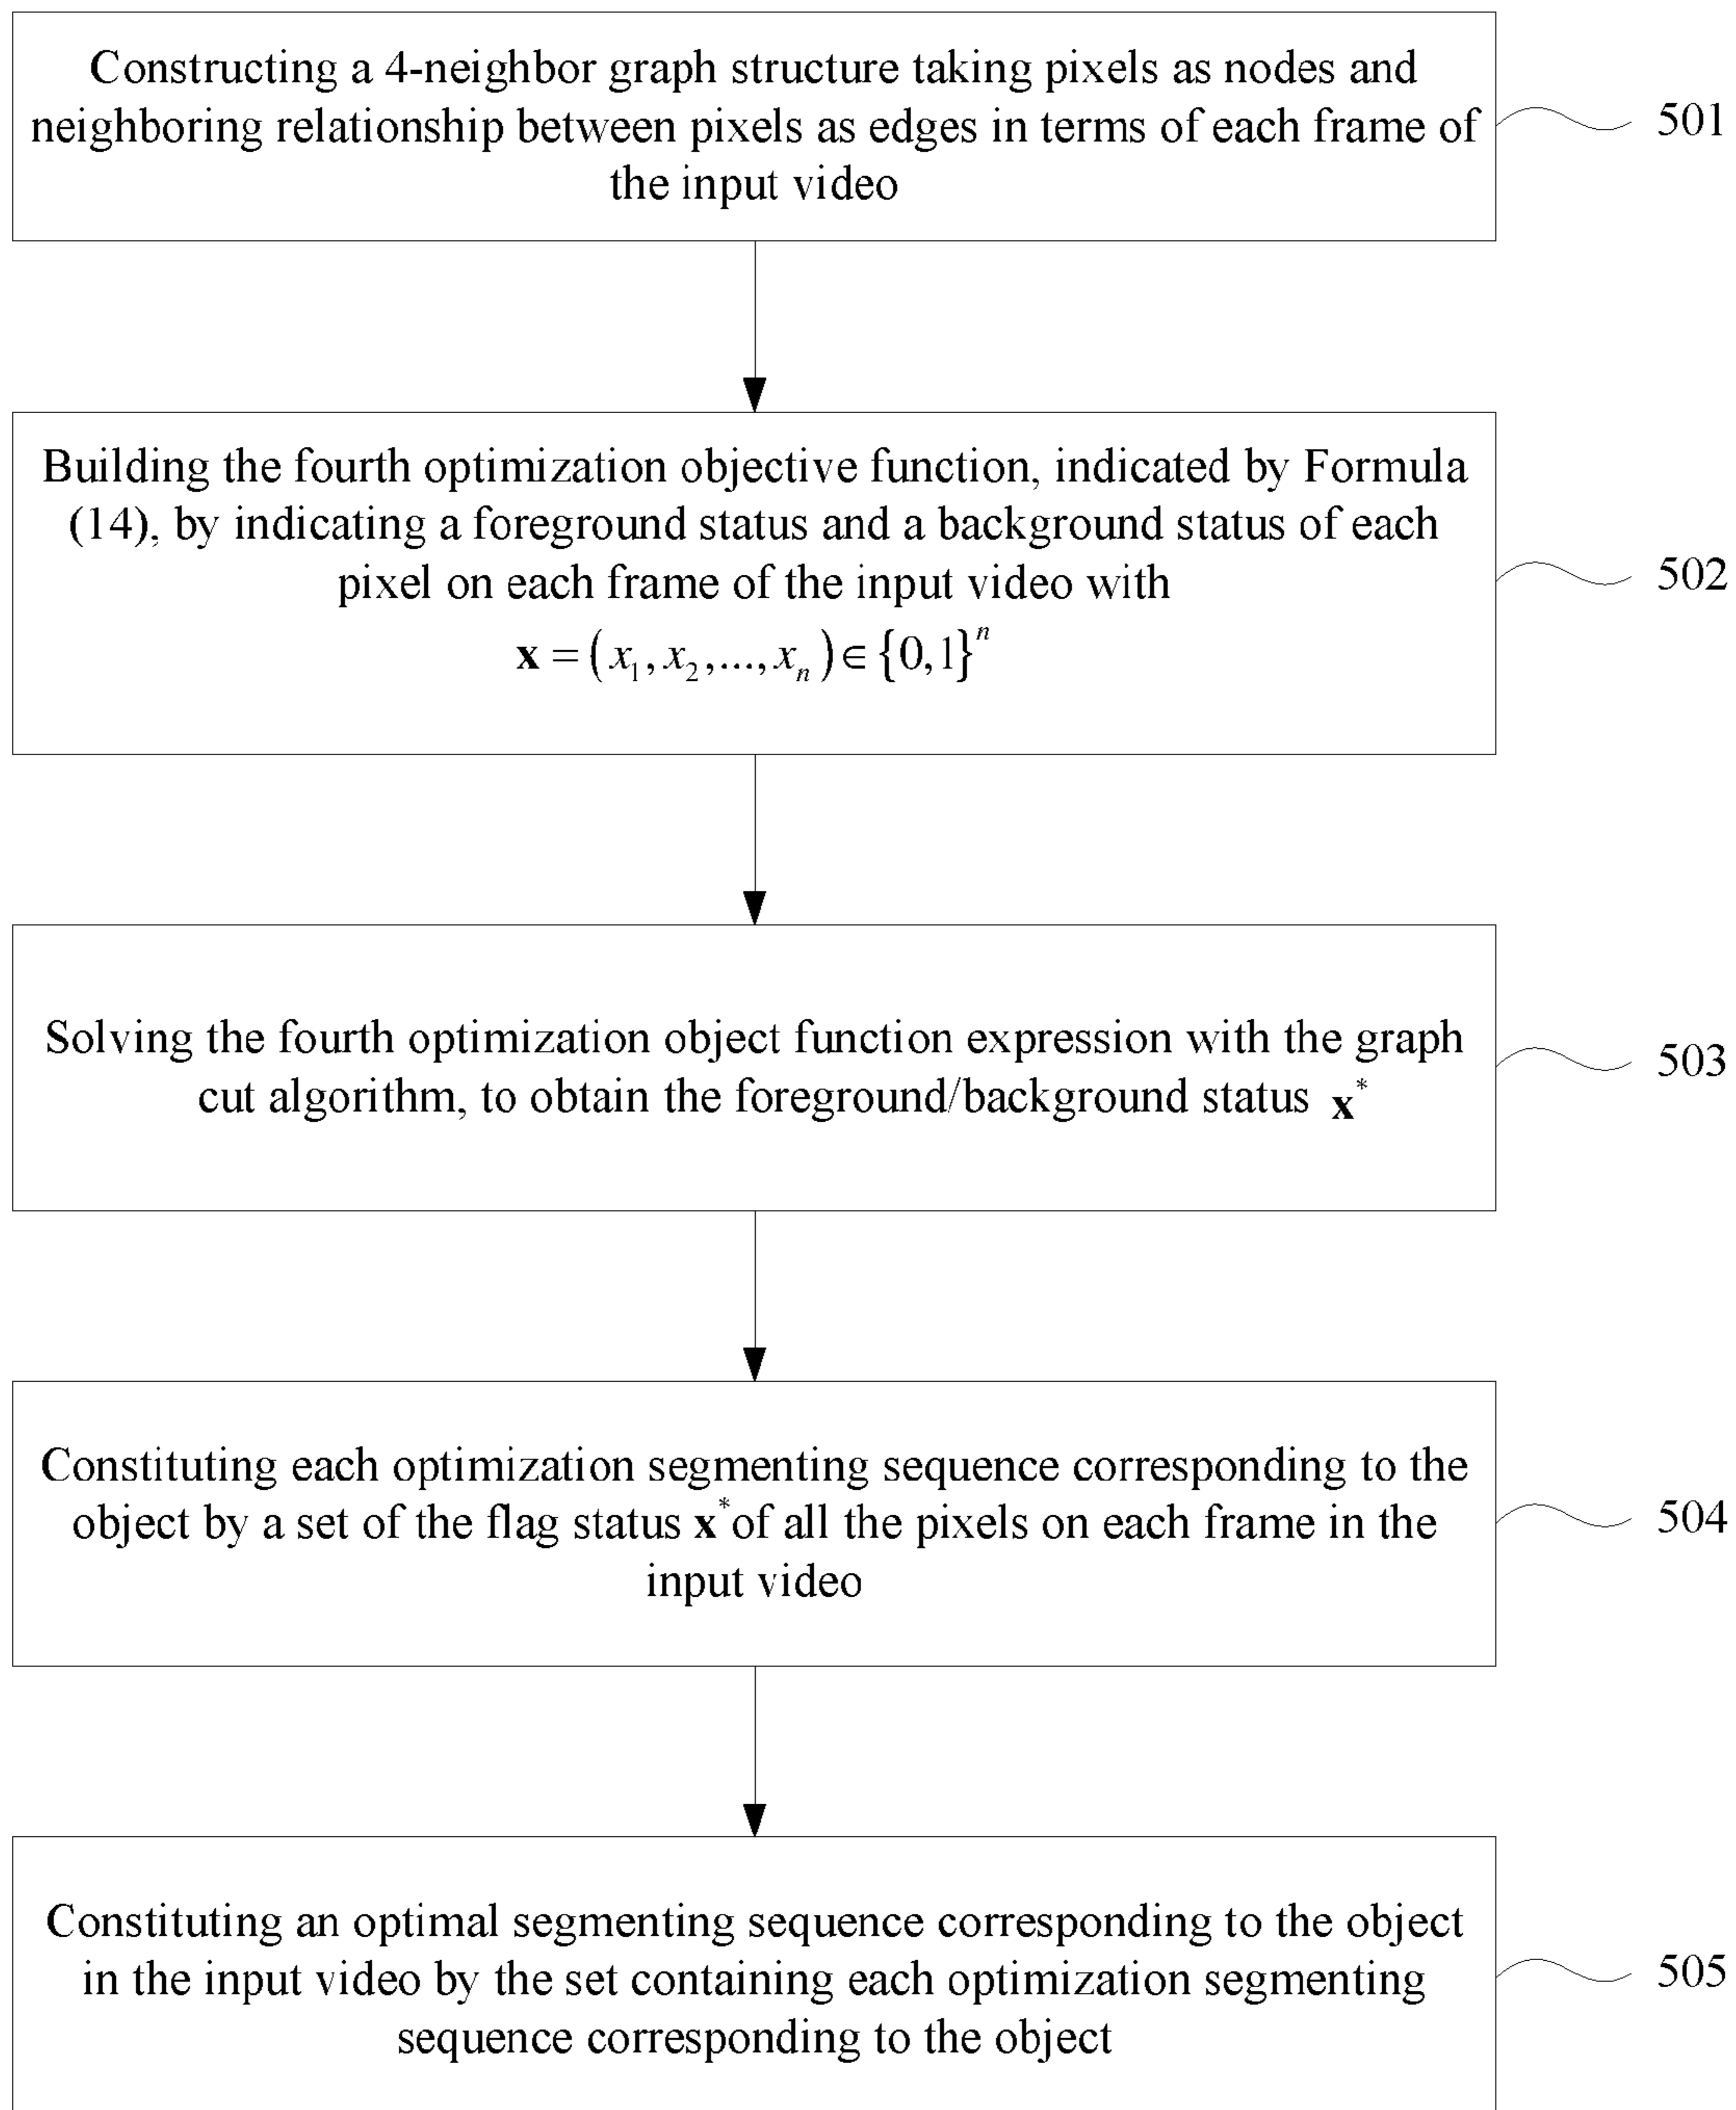 Constructing a 4-neighbor graph structure taking pixels as nodes and
neighboring relationship between pixels as edges in terms of each frame of
the input video
501
Building the fourth optimization objective function, indicated by Formula
(14), by indicating a foreground status and a background status of each
pixel on each frame of the input video with
x = (x₁, x₂, ..., xₙ) ∈ {0, 1}ⁿ
502
Solving the fourth optimization object function expression with the graph
cut algorithm, to obtain the foreground/background status x*
503
Constituting each optimization segmenting sequence corresponding to the
object by a set of the flag status x* of all the pixels on each frame in the
input video
504
Constituting an optimal segmenting sequence corresponding to the object
in the input video by the set containing each optimization segmenting
sequence corresponding to the object
505